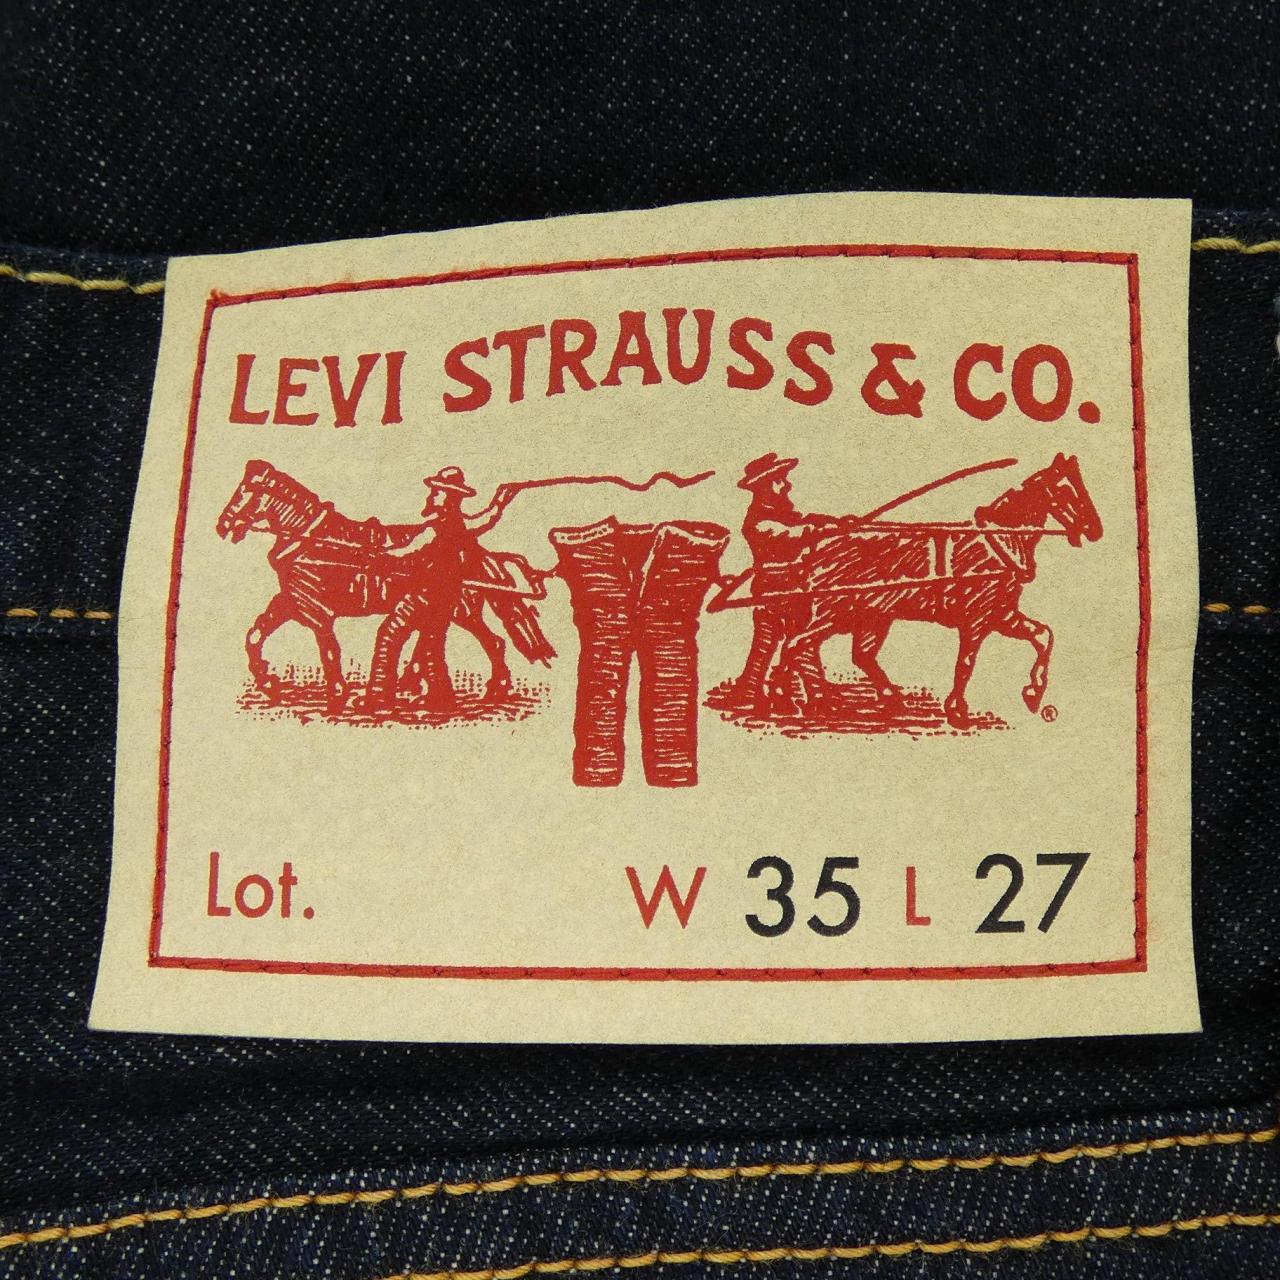 LEVI STRAUSS & CO.
®
Lot. W 35 L 27